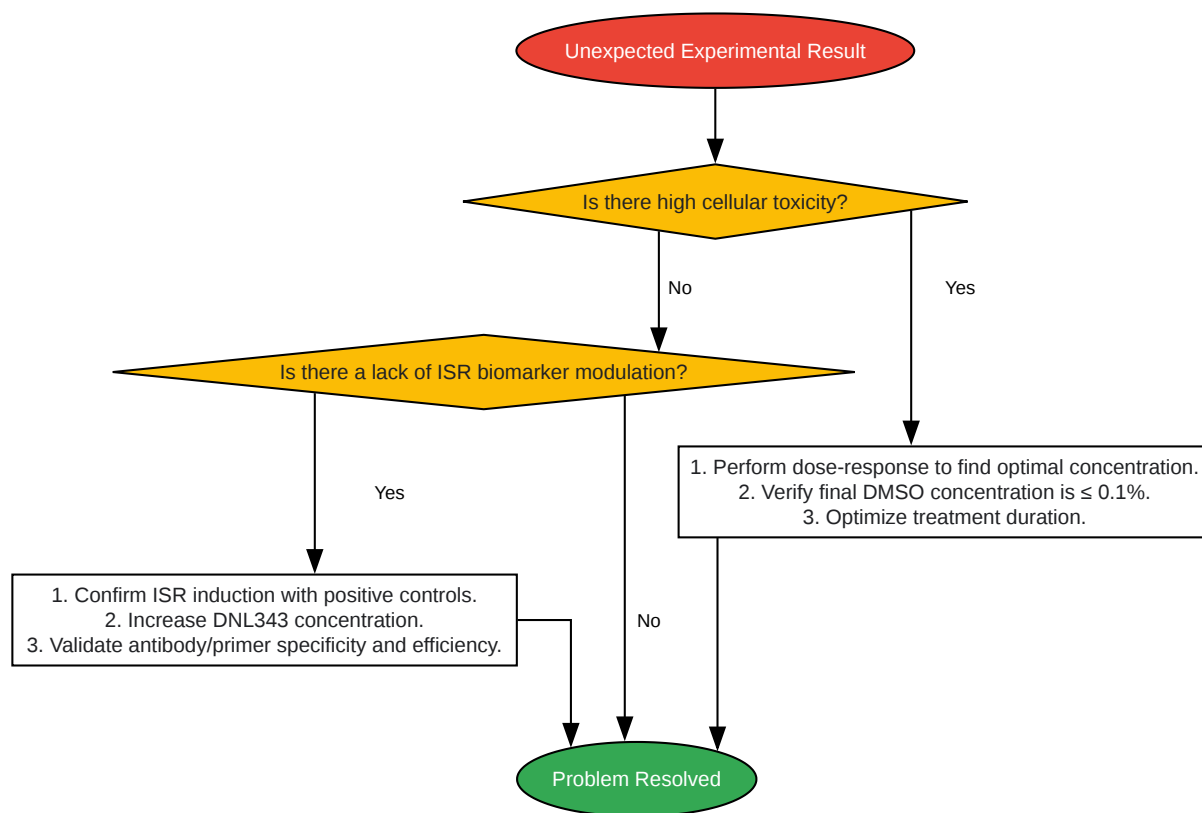 Unexpected Experimental Result
Is there high cellular toxicity?
No
Yes
Is there a lack of ISR biomarker modulation?
1. Perform dose-response to find optimal concentration.
2. Verify final DMSO concentration is ≤ 0.1%.
3. Optimize treatment duration.
Yes
1. Confirm ISR induction with positive controls.
2. Increase DNL343 concentration.
3. Validate antibody/primer specificity and efficiency.
No
Problem Resolved